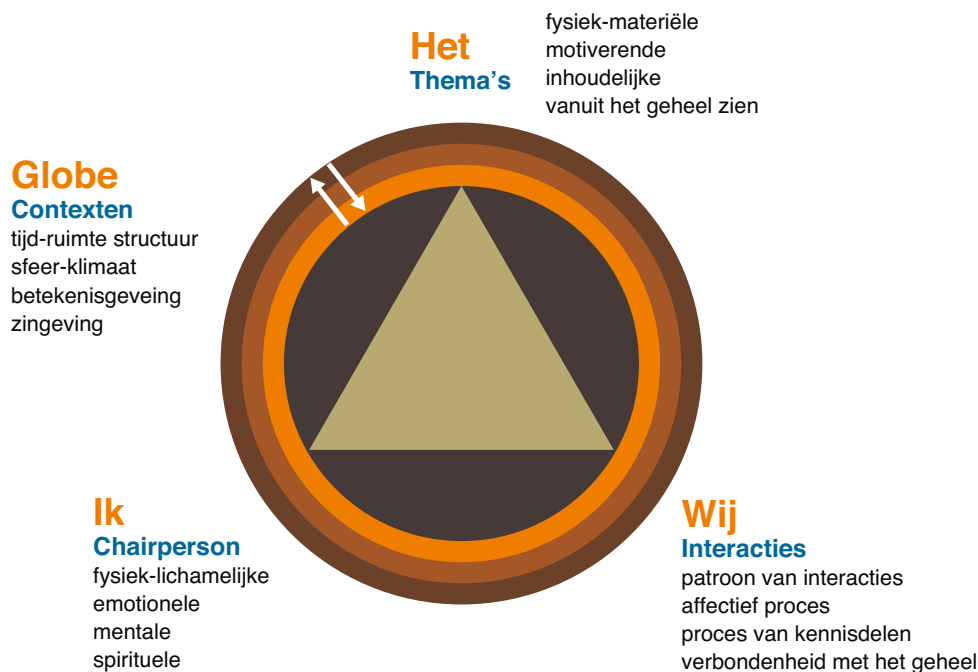 Het
Thema's
fysiek-materiële
motiverende
inhoudelijke
vanuit het geheel zien
Globe
Contexten
tijd-ruimte structuur
sfeer-klimaat
betekenisgeveing
zingeving
Ik
Chairperson
fysiek-lichamelijke
emotionele
mentale
spirituele
Wij
Interacties
patroon van interacties
affectief proces
proces van kennisdelen
verbondenheid met het geheel